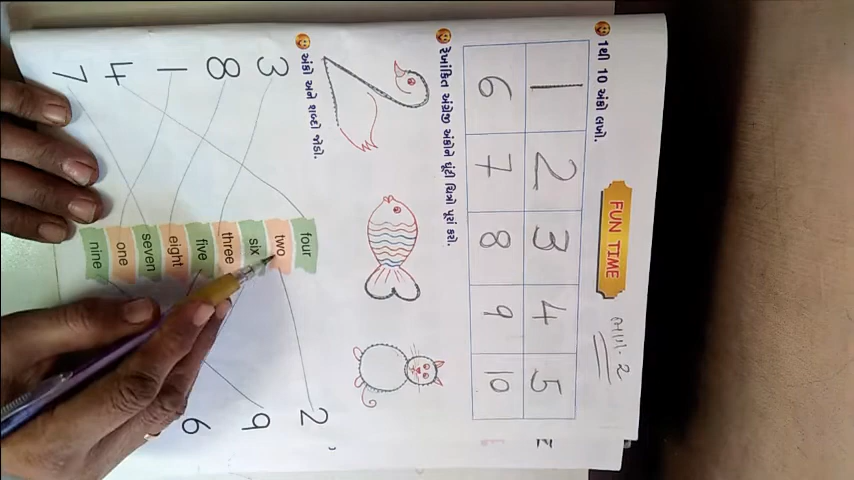 FUN TIME
ભાગ. 2
1થી 10 અંકો લખો.
1 2 3 4 5
6 7 8 9 10
રેખાંકિત અંગ્રેજી અંકોને ઘૂંટી ચિત્રો પૂરાં કરો.
અંકો અને શબ્દો જોડો.
3 four 2
8 two 9
1 six 6
4 three
7 five
eight
seven
one
nine